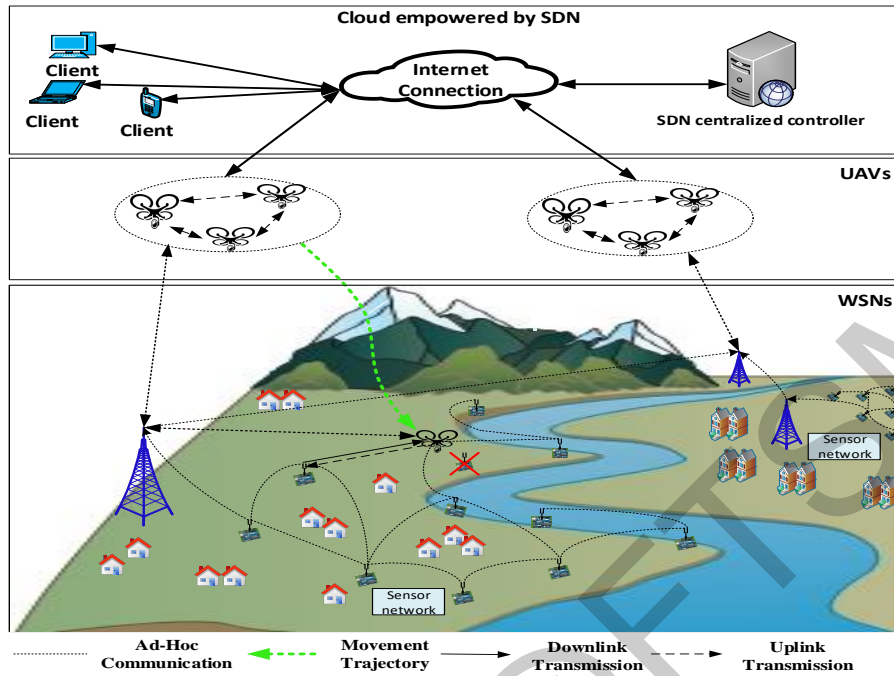 Cloud empowered by SDN
Client
Client
Client
Internet
Connection
SDN centralized controller
UAVs
WSNs
Sensor
network
Sensor
network
Ad-Hoc
Communication
Movement
Trajectory
Downlink
Transmission
Uplink
Transmission